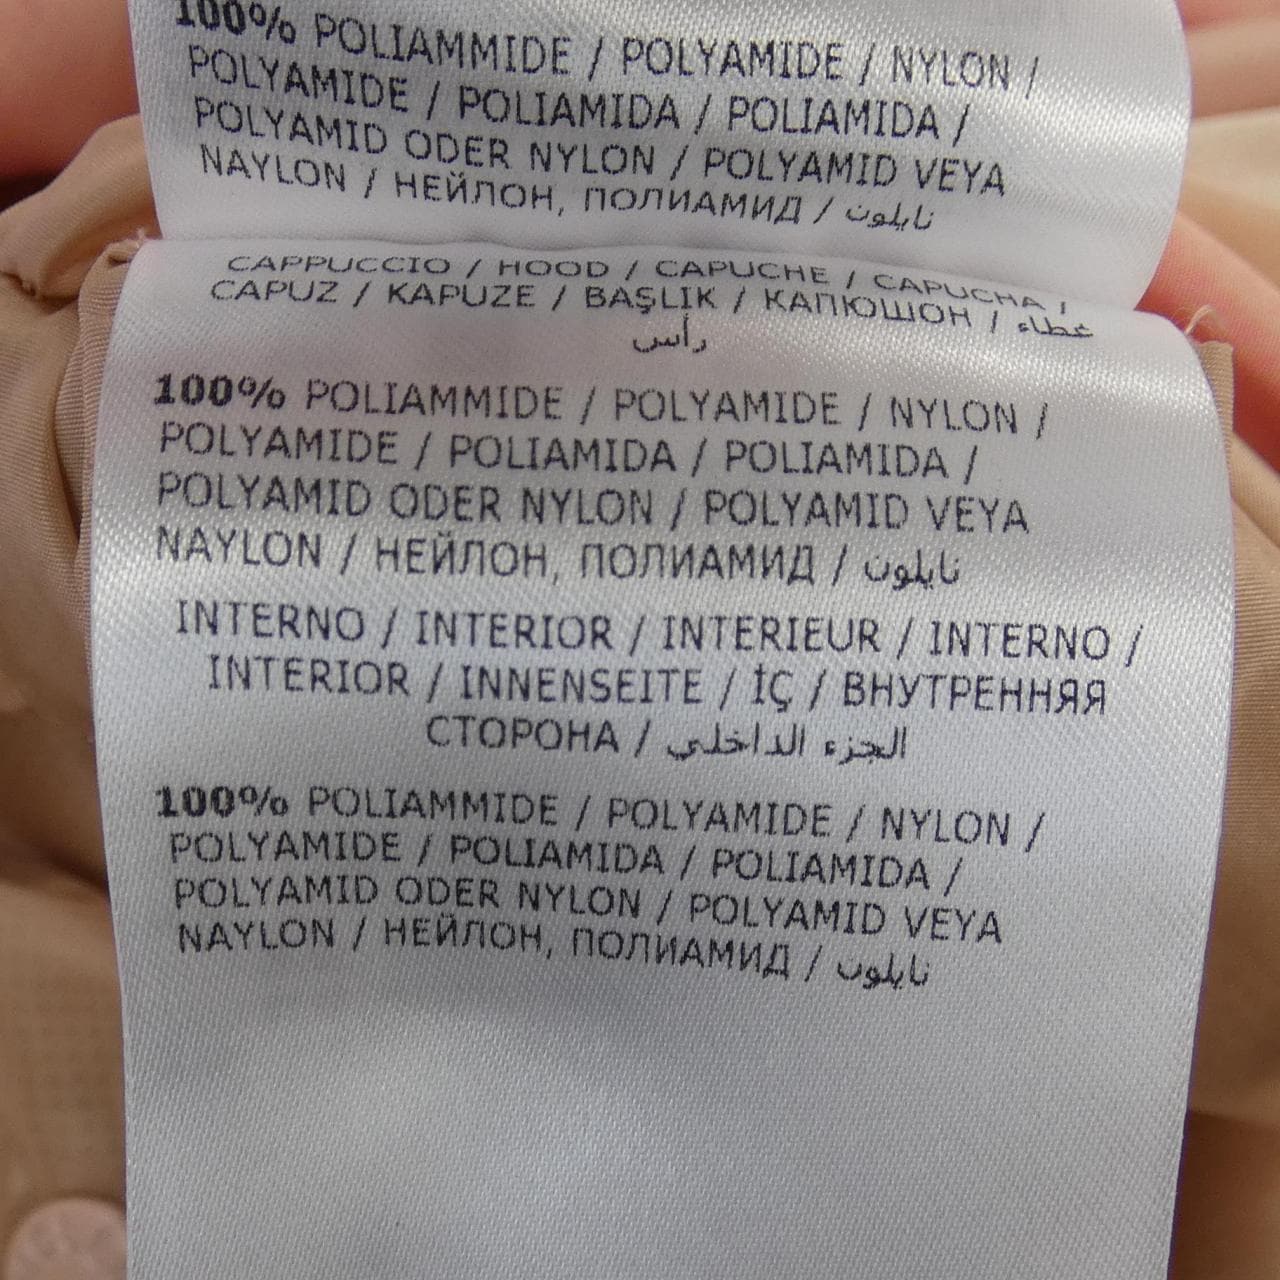 100% POLIAMMIDE / POLYAMIDE / NYLON /
POLYAMIDE / POLIAMIDA / POLIAMIDA /
POLYAMID ODER NYLON / POLYAMID VEYA
NAYLON / НЕЙЛОН, ПОЛИАМИД / نايلون
CAPPUCCIO / HOOD / CAPUCHE / CAPUCHA /
CAPUZ / KAPUZE / BAŞLIK / КАПЮШОН / غطاء
رأس
100% POLIAMMIDE / POLYAMIDE / NYLON /
POLYAMIDE / POLIAMIDA / POLIAMIDA /
POLYAMID ODER NYLON / POLYAMID VEYA
NAYLON / НЕЙЛОН, ПОЛИАМИД / نايلون
INTERNO / INTERIOR / INTERIEUR / INTERNO /
INTERIOR / INNENSEITE / İÇ / ВНУТРЕННЯЯ
СТОРОНА / الجزء الداخلي
100% POLIAMMIDE / POLYAMIDE / NYLON /
POLYAMIDE / POLIAMIDA / POLIAMIDA /
POLYAMID ODER NYLON / POLYAMID VEYA
NAYLON / НЕЙЛОН, ПОЛИАМИД / نايلون